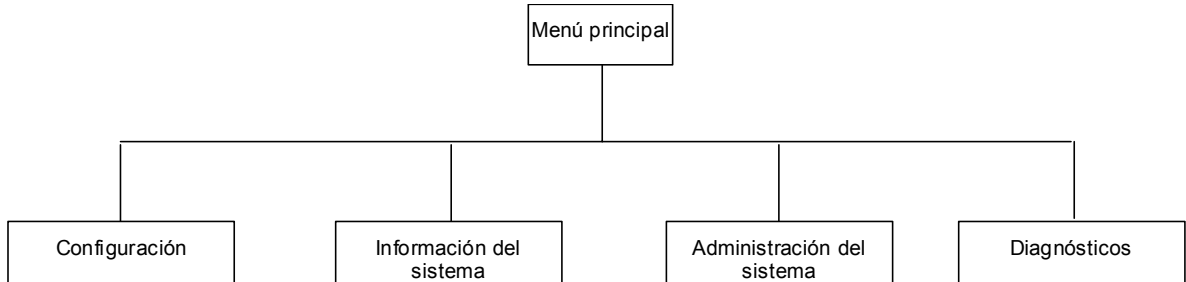 Menú principal
Configuración
Información del
sistema
Administración del
sistema
Diagnósticos